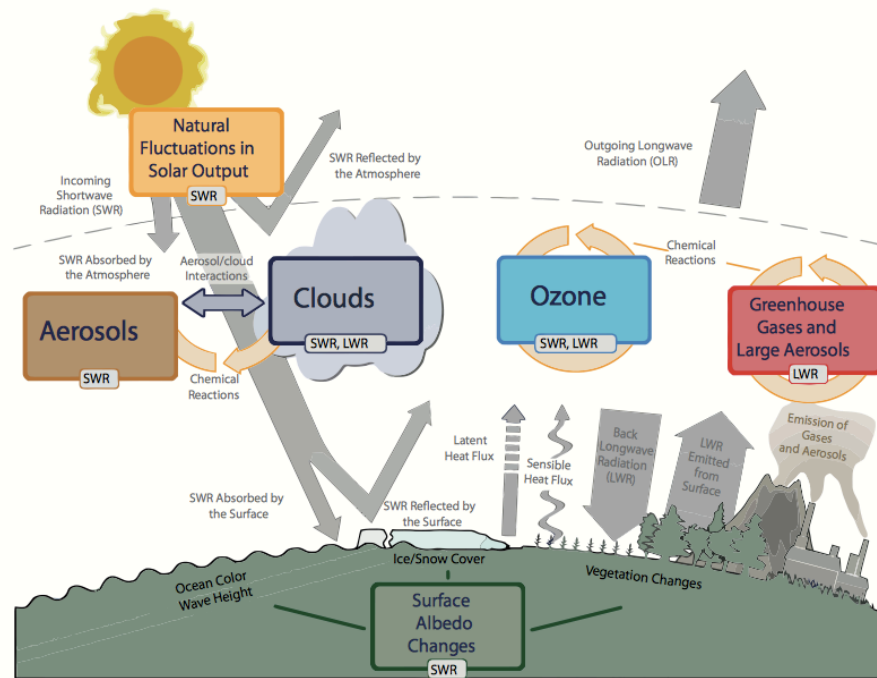 Natural
Fluctuations in
Solar Output
SWR
SWR Reflected by
the Atmosphere
Outgoing Longwave
Radiation (OLR)
Incoming
Shortwave
Radiation (SWR)
SWR Absorbed by
the Atmosphere
Aerosol/cloud
Interactions
Chemical
Reactions
Aerosols
SWR
Clouds
SWR, LWR
Ozone
SWR, LWR
Greenhouse
Gases and
Large Aerosols
LWR
Chemical
Reactions
Latent
Heat Flux
Sensible
Heat Flux
Back
Longwave
Radiation
(LWR)
LWR
Emitted
from
Surface
Emission of
Gases
and Aerosols
SWR Absorbed by
the Surface
SWR Reflected by
the Surface
Ice/Snow Cover
Ocean Color
Wave Height
Vegetation Changes
Surface
Albedo
Changes
SWR